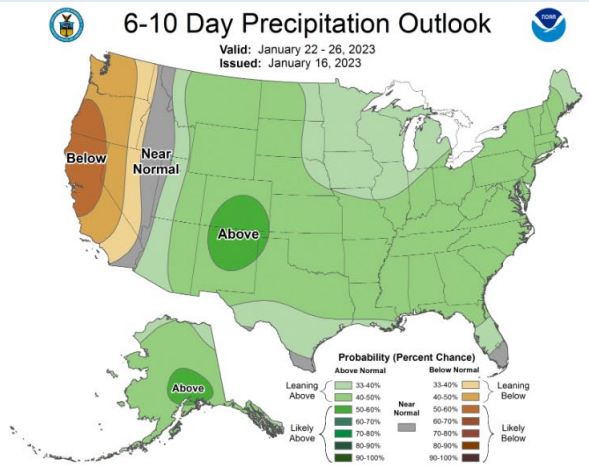 6-10 Day Precipitation Outlook
Valid: January 22 - 26, 2023
Issued: January 16, 2023
NOAA
Below
Near
Normal
Above
Above
Probability (Percent Chance)
Above Normal
Below Normal
Leaning
Above
33-40%
40-50%
Likely
Above
50-60%
60-70%
70-80%
80-90%
90-100%
Near
Normal
33-40%
40-50%
Leaning
Below
50-60%
60-70%
70-80%
80-90%
90-100%
Likely
Below